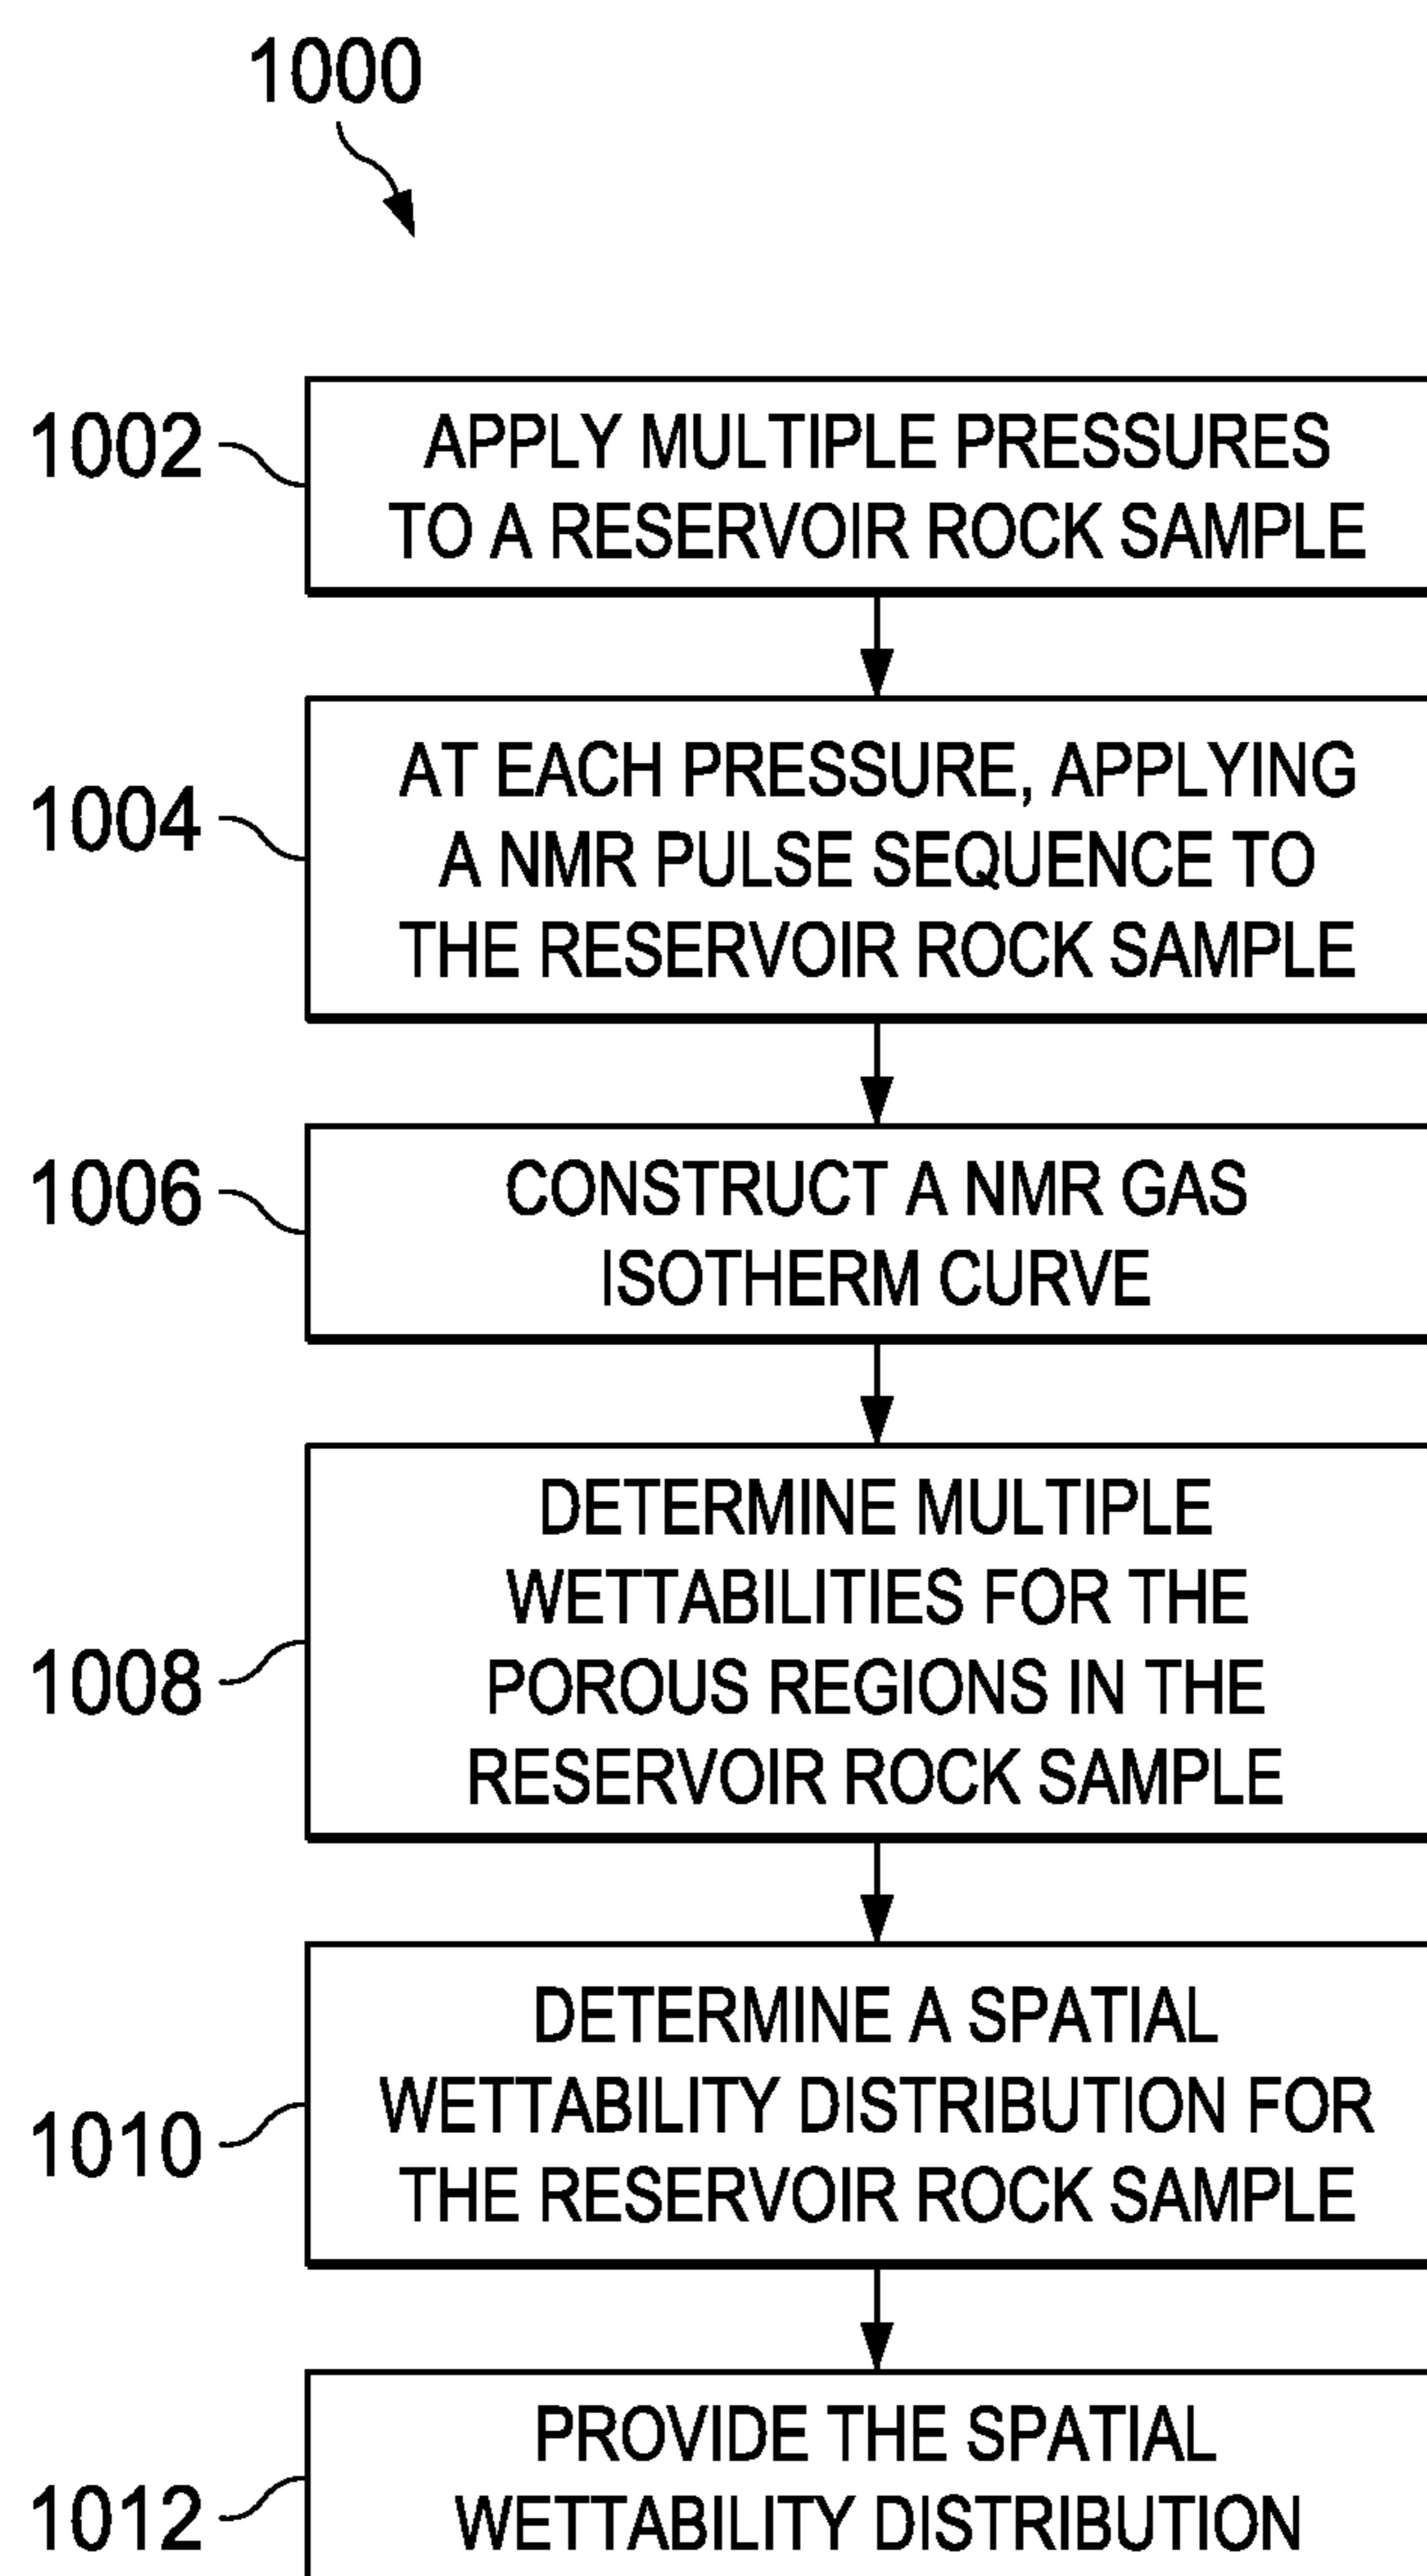 1000
1002
APPLY MULTIPLE PRESSURES
TO A RESERVOIR ROCK SAMPLE
1004
AT EACH PRESSURE, APPLYING
A NMR PULSE SEQUENCE TO
THE RESERVOIR ROCK SAMPLE
1006
CONSTRUCT A NMR GAS
ISOTHERM CURVE
1008
DETERMINE MULTIPLE
WETTABILITIES FOR THE
POROUS REGIONS IN THE
RESERVOIR ROCK SAMPLE
1010
DETERMINE A SPATIAL
WETTABILITY DISTRIBUTION FOR
THE RESERVOIR ROCK SAMPLE
1012
PROVIDE THE SPATIAL
WETTABILITY DISTRIBUTION